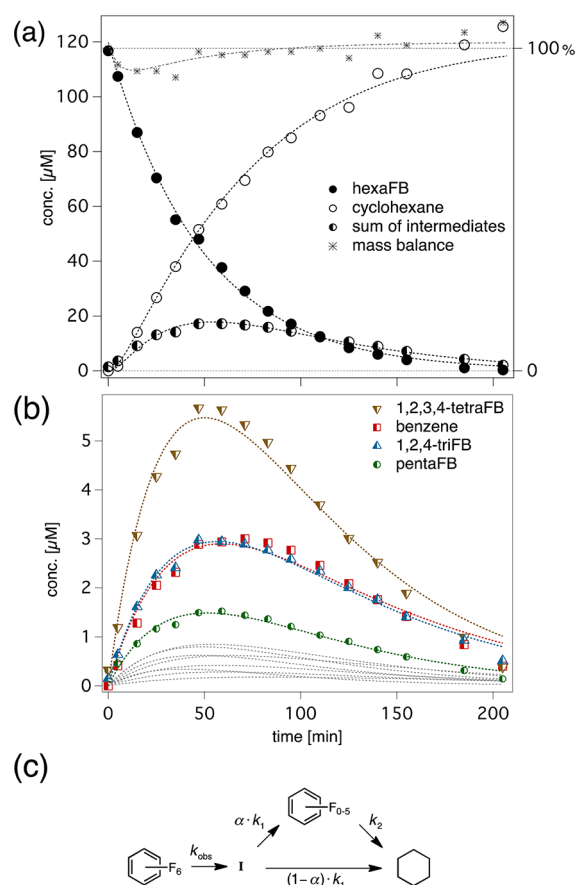 (a)
120
100
80
60
40
20
0
conc. [µM]
100 %
0
hexaFB
cyclohexane
sum of intermediates
mass balance
(b)
5
4
3
2
1
0
conc. [µM]
1,2,3,4-tetraFB
benzene
1,2,4-triFB
pentaFB
0 50 100 150 200
time [min]
(c)
F0-5
α · k1 k2
F6 kobs I
(1−α) · k1